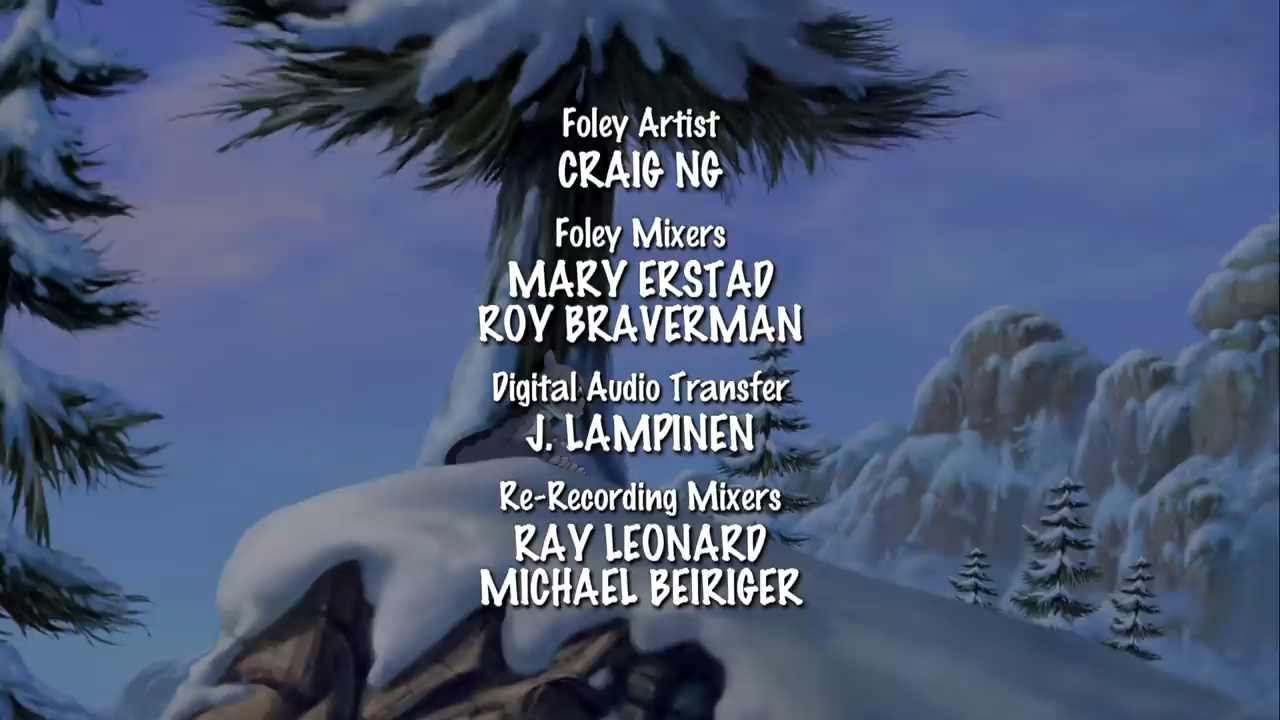 Foley Artist
CRAIG NG
Foley Mixers
MARY ERSTAD
ROY BRAVERMAN
Digital Audio Transfer
J. LAMPINEN
Re-Recording Mixers
RAY LEONARD
MICHAEL BEIRIGER